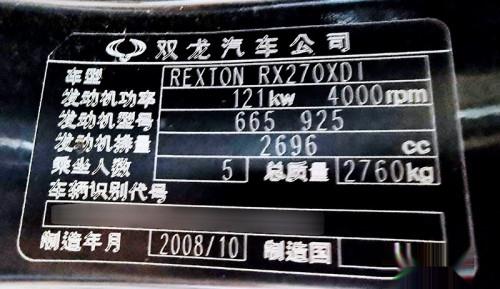 双龙汽车公司
车型 REXTON RX270XDI
发动机功率 121kw 4000rpm
发动机型号 665 925
发动机排量 2696 cc
乘坐人数 5 总质量 2760kg
车辆识别代号
制造年月 2008/10 制造国